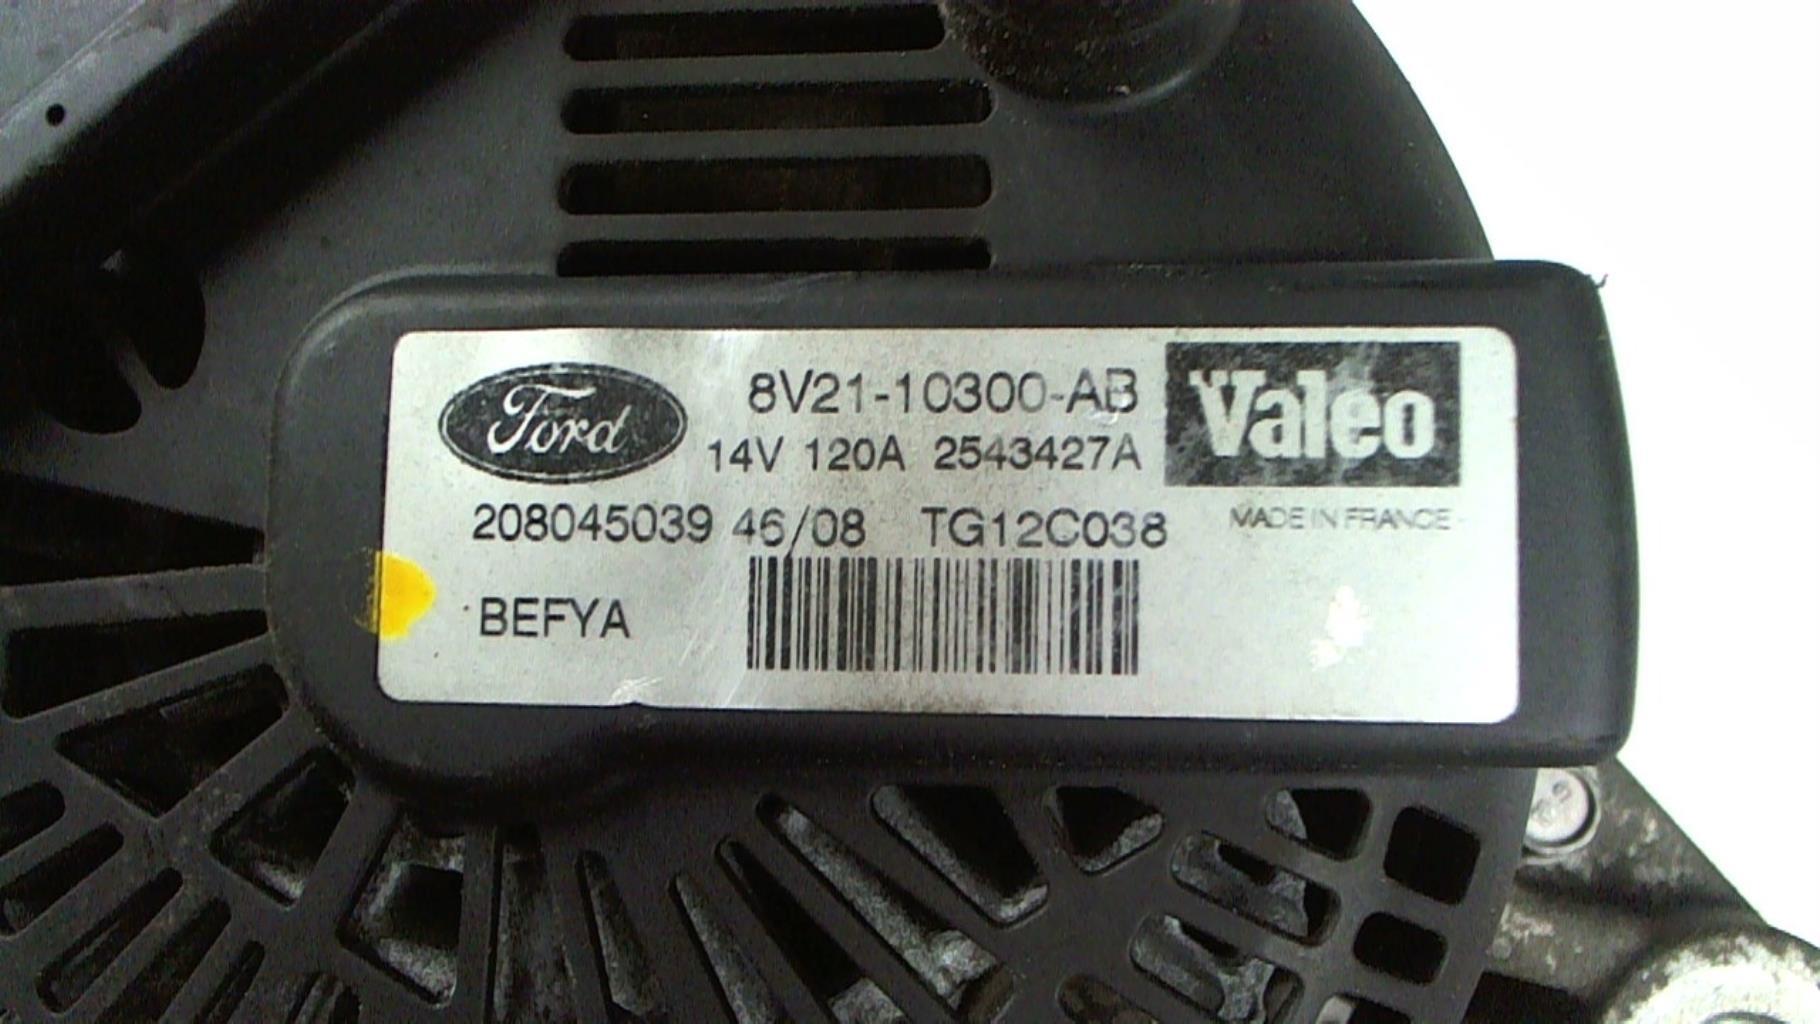 Ford
8V21-10300-AB
Valeo
14V 120A 2543427A
208045039 46/08 TG12C038
MADE IN FRANCE
BEFYA